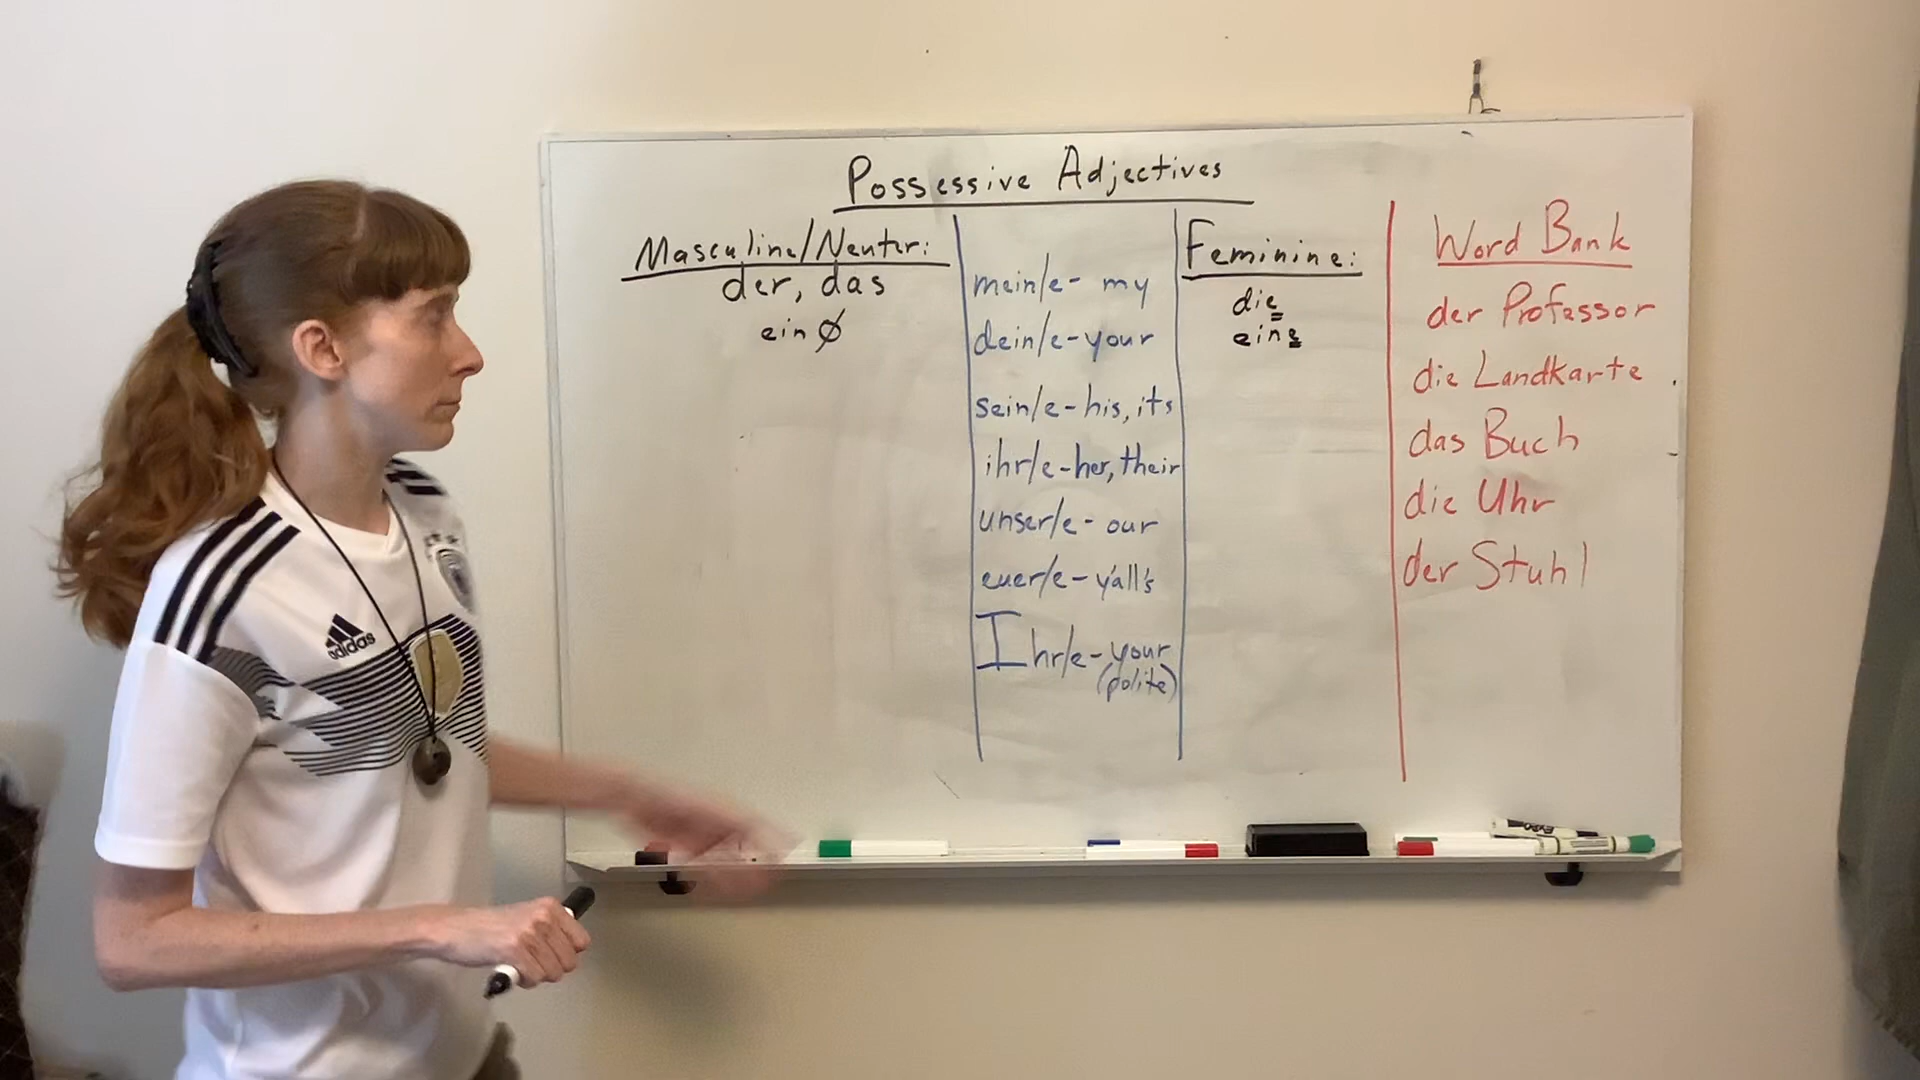 Possessive Adjectives
Masculine/Neuter:
der, das
ein ∅
mein/e - my
dein/e - your
sein/e - his, its
ihr/e - her, their
unser/e - our
euer/e - y'all's
Ihr/e - your
(polite)
Feminine:
die
eine
Word Bank
der Professor
die Landkarte
das Buch
die Uhr
der Stuhl
adidas